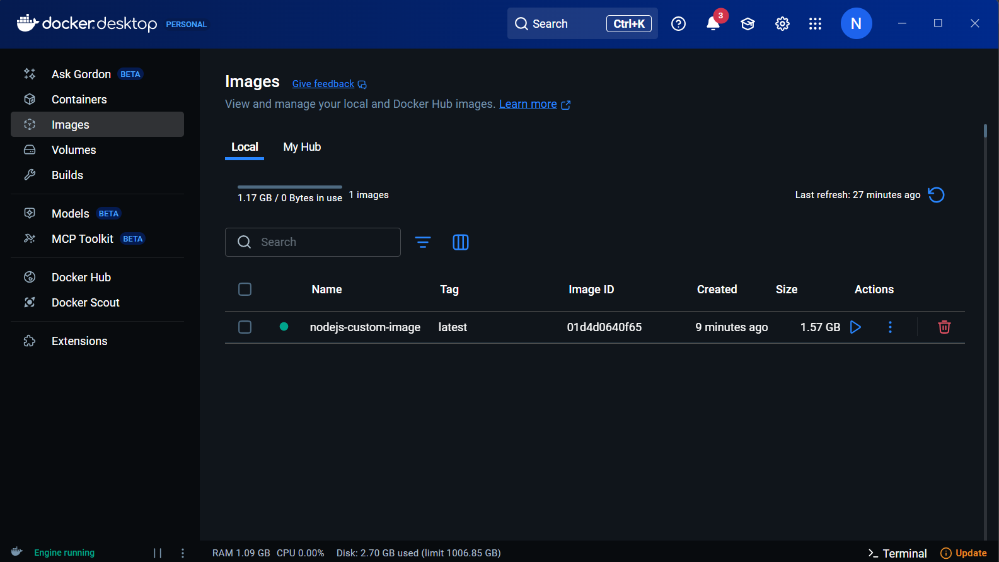 docker.desktop PERSONAL
Search Ctrl+K
3
N
Ask Gordon BETA
Containers
Images
Volumes
Builds
Models BETA
MCP Toolkit BETA
Docker Hub
Docker Scout
Extensions
Images Give feedback
View and manage your local and Docker Hub images. Learn more
Local My Hub
1.17 GB / 0 Bytes in use 1 images
Last refresh: 27 minutes ago
Search
Name Tag Image ID Created Size Actions
nodejs-custom-image latest 01d4d0640f65 9 minutes ago 1.57 GB
Engine running
RAM 1.09 GB CPU 0.00% Disk: 2.70 GB used (limit 1006.85 GB)
Terminal
Update